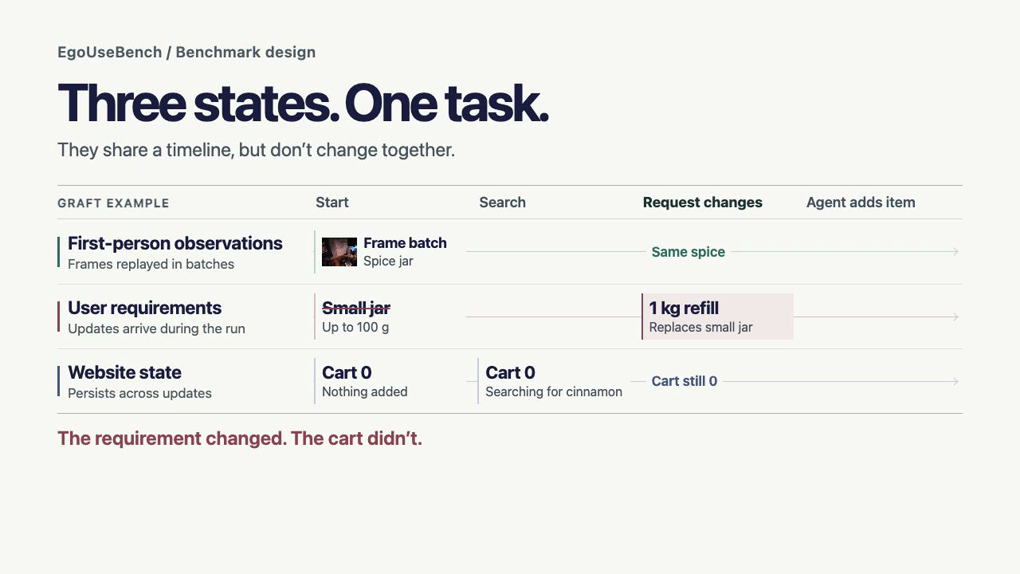 EgoUseBench / Benchmark design
Three states. One task.
They share a timeline, but don’t change together.
GRAFT EXAMPLE Start Search Request changes Agent adds item
First-person observations
Frames replayed in batches
Frame batch
Spice jar
Same spice
User requirements
Updates arrive during the run
Small jar
Up to 100 g
1 kg refill
Replaces small jar
Website state
Persists across updates
Cart 0
Nothing added
Cart 0
Searching for cinnamon
Cart still 0
The requirement changed. The cart didn’t.